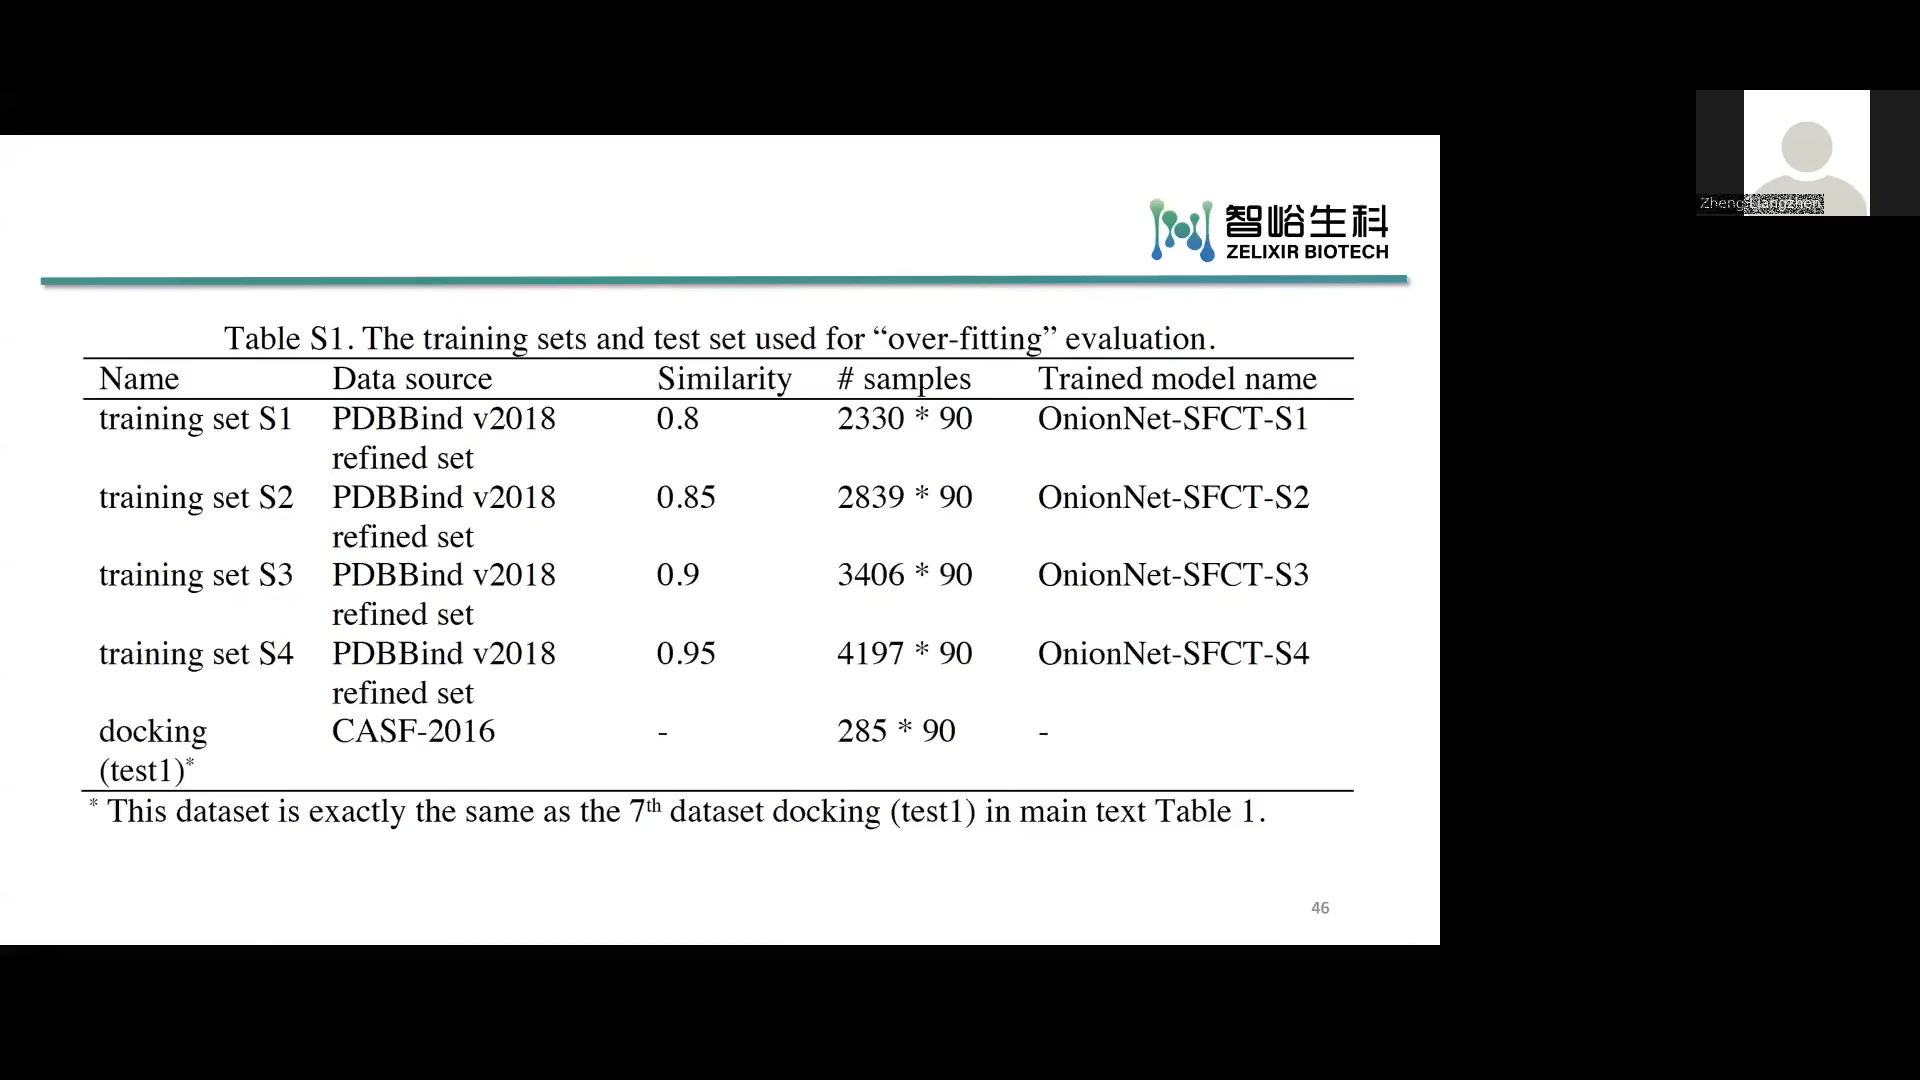 Zheng Liangzhen
智峪生科
ZELIXIR BIOTECH
Table S1. The training sets and test set used for “over-fitting” evaluation.
Name Data source Similarity # samples Trained model name
training set S1 PDBBind v2018 0.8 2330 * 90 OnionNet-SFCT-S1
refined set
training set S2 PDBBind v2018 0.85 2839 * 90 OnionNet-SFCT-S2
refined set
training set S3 PDBBind v2018 0.9 3406 * 90 OnionNet-SFCT-S3
refined set
training set S4 PDBBind v2018 0.95 4197 * 90 OnionNet-SFCT-S4
refined set
docking CASF-2016 - 285 * 90 -
(test1)*
* This dataset is exactly the same as the 7th dataset docking (test1) in main text Table 1.
46